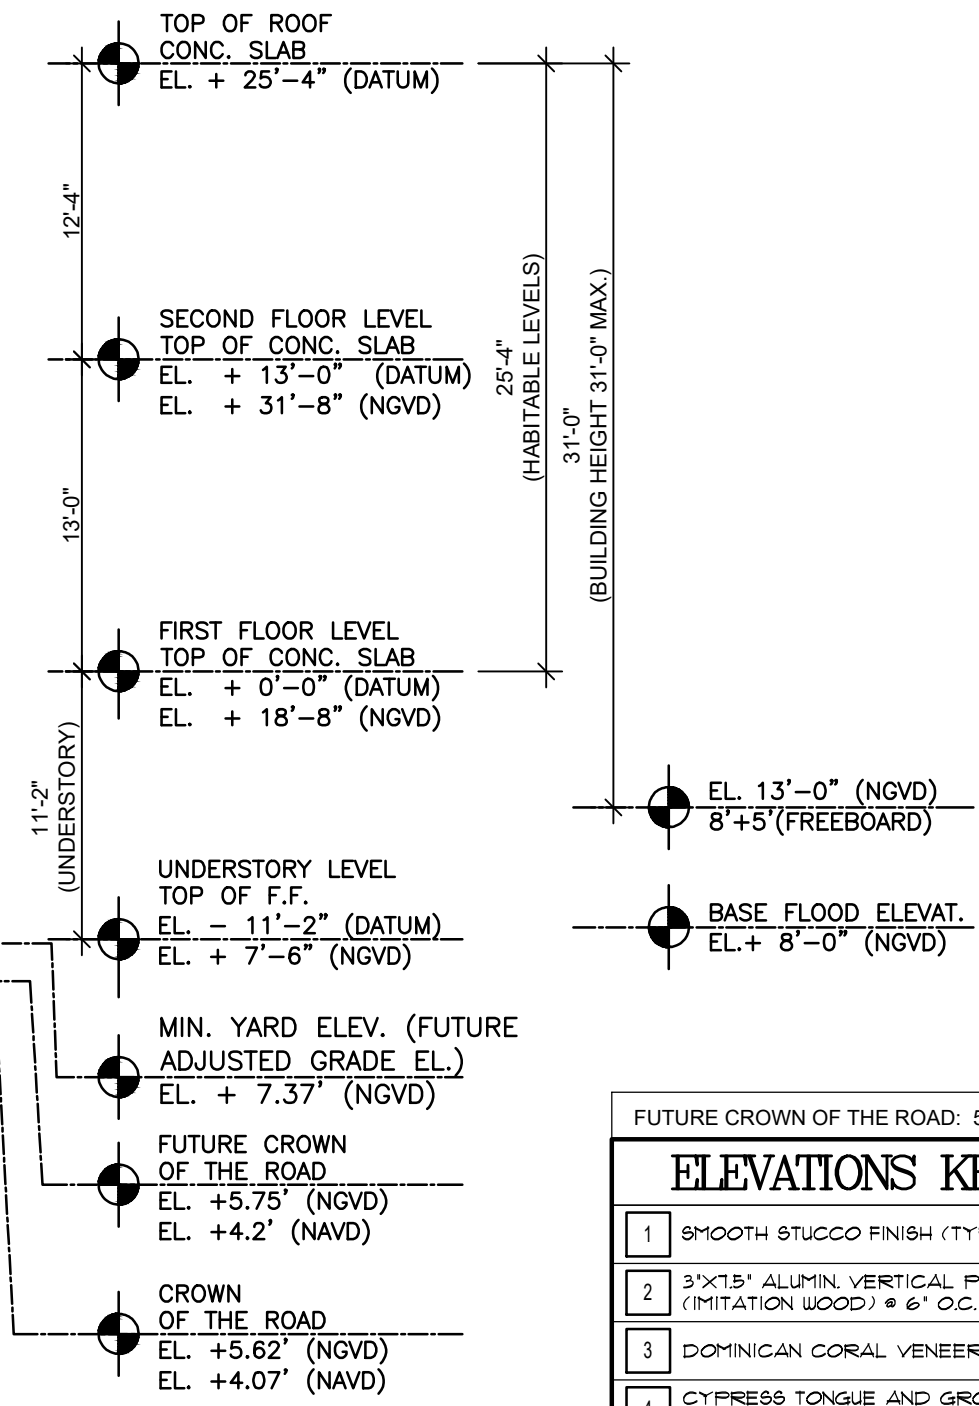 TOP OF ROOF
CONC. SLAB
EL. + 25'-4" (DATUM)
12'-4"
SECOND FLOOR LEVEL
TOP OF CONC. SLAB
EL. + 13'-0" (DATUM)
EL. + 31'-8" (NGVD)
25'-4"
(HABITABLE LEVELS)
31'-0"
(BUILDING HEIGHT 31'-0" MAX.)
13'-0"
FIRST FLOOR LEVEL
TOP OF CONC. SLAB
EL. + 0'-0" (DATUM)
EL. + 18'-8" (NGVD)
11'-2"
(UNDERSTORY)
EL. 13'-0" (NGVD)
8'+5'(FREEBOARD)
UNDERSTORY LEVEL
TOP OF F.F.
EL. - 11'-2" (DATUM)
EL. + 7'-6" (NGVD)
BASE FLOOD ELEVAT.
EL.+ 8'-0" (NGVD)
MIN. YARD ELEV. (FUTURE
ADJUSTED GRADE EL.)
EL. + 7.37' (NGVD)
FUTURE CROWN
OF THE ROAD
EL. +5.75' (NGVD)
EL. +4.2' (NAVD)
CROWN
OF THE ROAD
EL. +5.62' (NGVD)
EL. +4.07' (NAVD)
FUTURE CROWN OF THE ROAD: 5
ELEVATIONS KE
1 SMOOTH STUCCO FINISH (TY
2 3"X7.5" ALUMIN. VERTICAL P
(IMITATION WOOD) @ 6" O.C.
3 DOMINICAN CORAL VENEER
4 CYPRESS TONGUE AND GRO